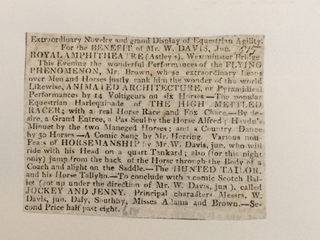 Extraordinary Novelty and grand Display of Equestrian Agility.
For the BENEFIT of Mr. W. DAVIS, Jun.
ROYAL AMPHITHEATRE (Astley's), Westminster Bridge
This Evening the wonderful Performances of the FLYING
PHENOMENON, Mr. Brown, whose extraordinary Leaps
over Men and Horses justly rank him the wonder of the World
Likewise, ANIMATED ARCHITECTURE, or Pyramidical
Performances by 14 Voltigeurs on six Horses—The popular
Equestrian Harlequinade of THE HIGH METTLED
RACER; with a real Horse Race and Fox Chace.—By de-
sire, a Grand Entree, a Pas Seul by the Horse Alfred; Hydn's
Minuet by the two Managed Horses; and a Country Dance
by 30 Horses.—A Comic Song by Mr. Herring. Various new
Feats of HORSEMANSHIP by Mr. W. Davis, jun. who will
ride with his Head on a quart Tankard; also (for this night
only) jump from the back of the Horse through the Body of a
Coach and alight on the Saddle.—The HUNTED TAILOR,
and his Horse Tallyho.—To conclude with a comic Scotch Bal-
let (got up under the direction of Mr. W. Davis, jun), called
JOCKEY AND JENNY. Principal characters Messrs. W.
Davis, jun. Daly, Southby, Misses Adams and Brown.—Se-
cond Price half past eight.